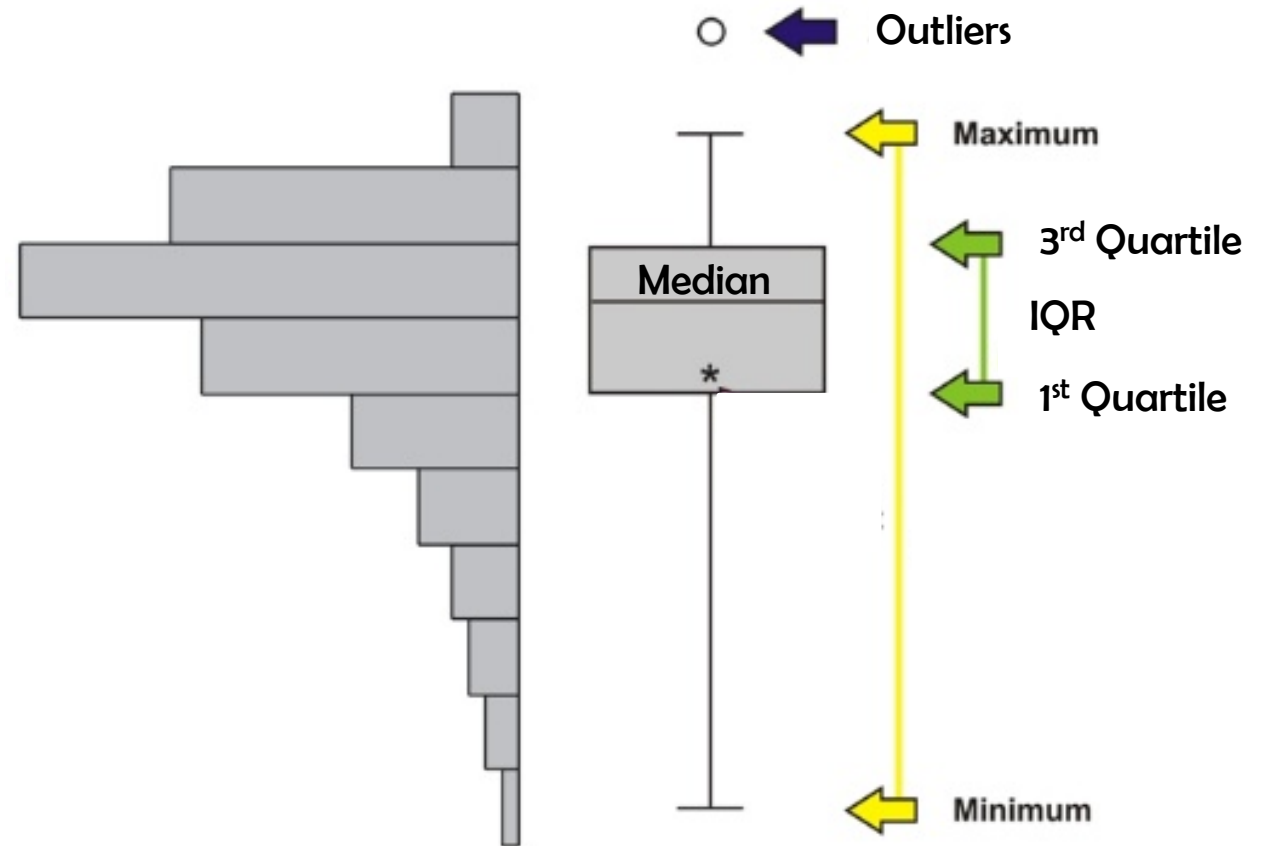 Outliers
Maximum
3rd Quartile
Median
IQR
*
1st Quartile
Minimum